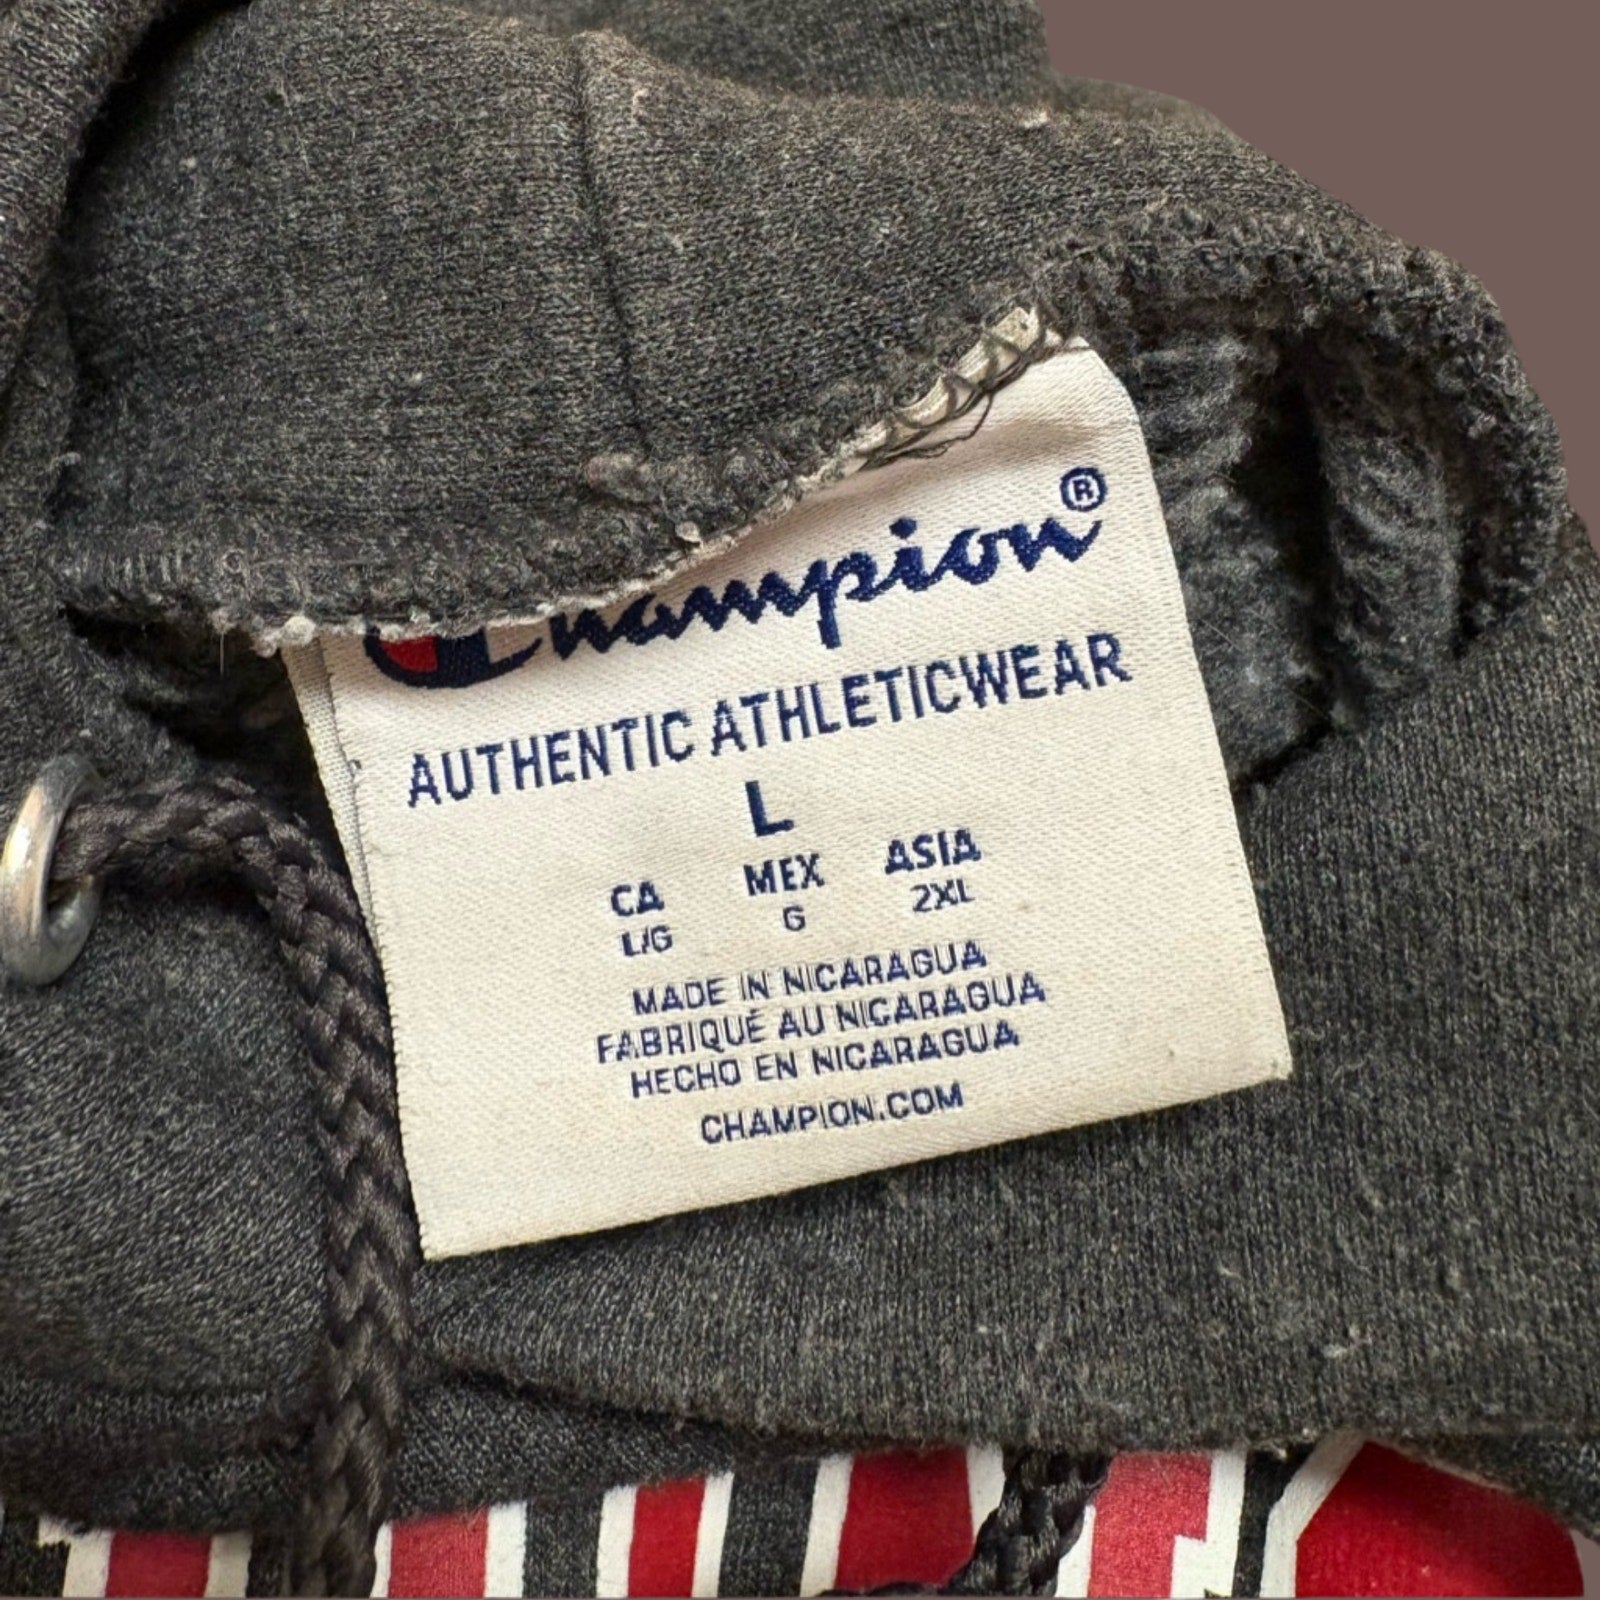 Champion®
AUTHENTIC ATHLETICWEAR
L
CA MEX ASIA
L/G G 2XL
MADE IN NICARAGUA
FABRIQUÉ AU NICARAGUA
HECHO EN NICARAGUA
CHAMPION.COM